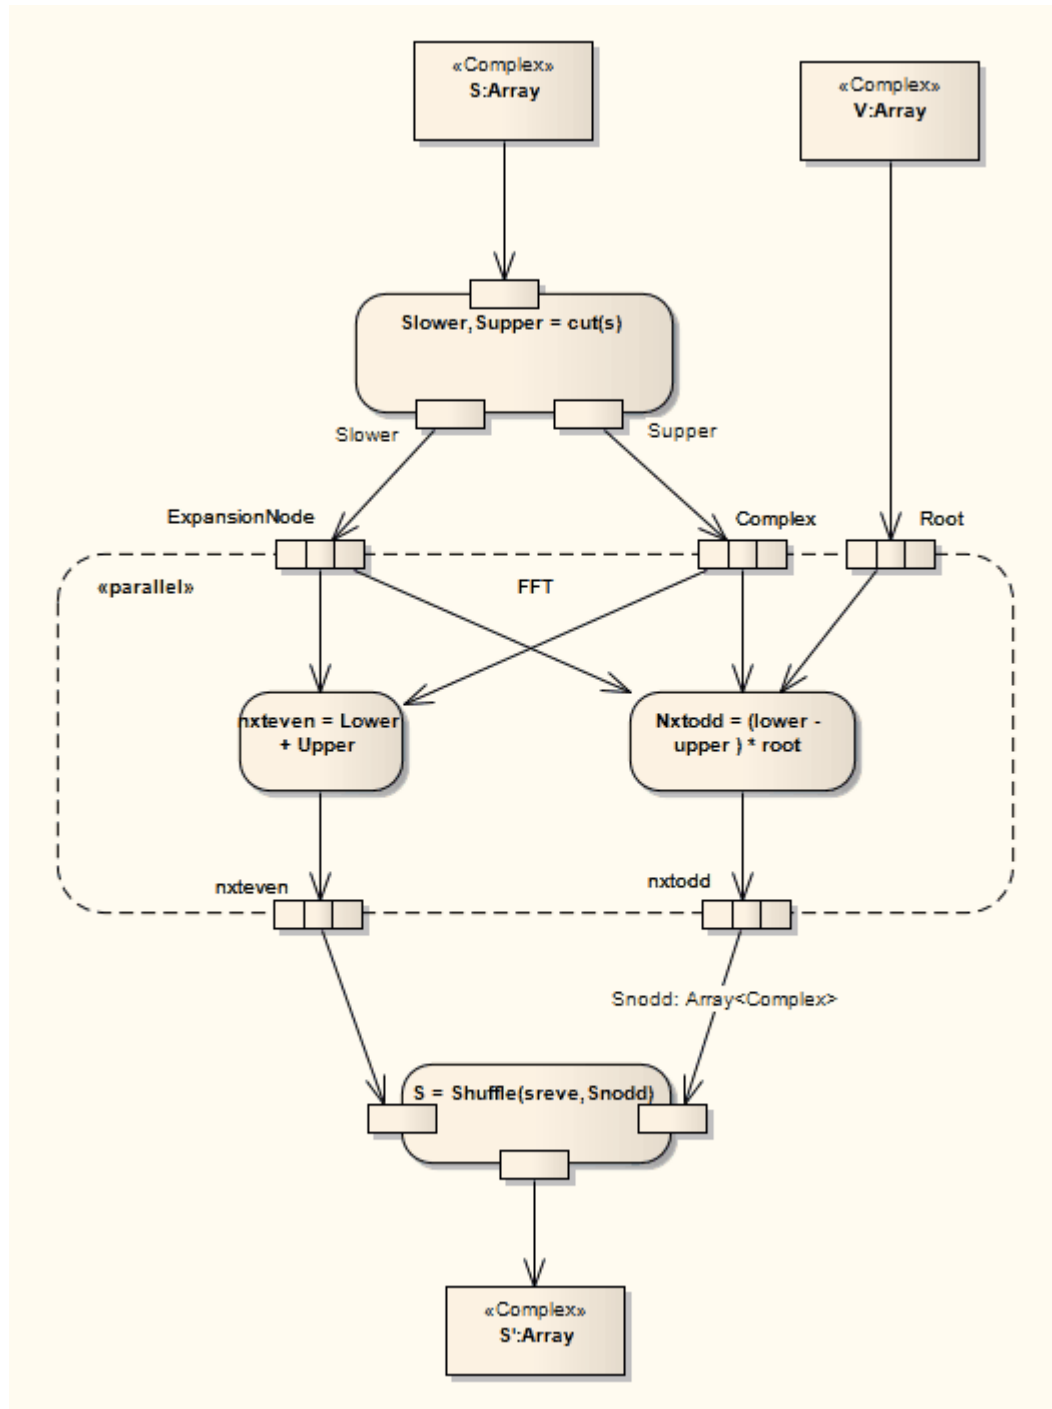 «Complex»
S:Array
«Complex»
V:Array
Slower, Supper = cut(s)
Slower
Supper
ExpansionNode
Complex
Root
«parallel»
FFT
nxteven = Lower
+ Upper
Nxtodd = (lower -
upper ) * root
nxteven
nxtodd
Snodd: Array<Complex>
S = Shuffle(sreve, Snodd)
«Complex»
S':Array